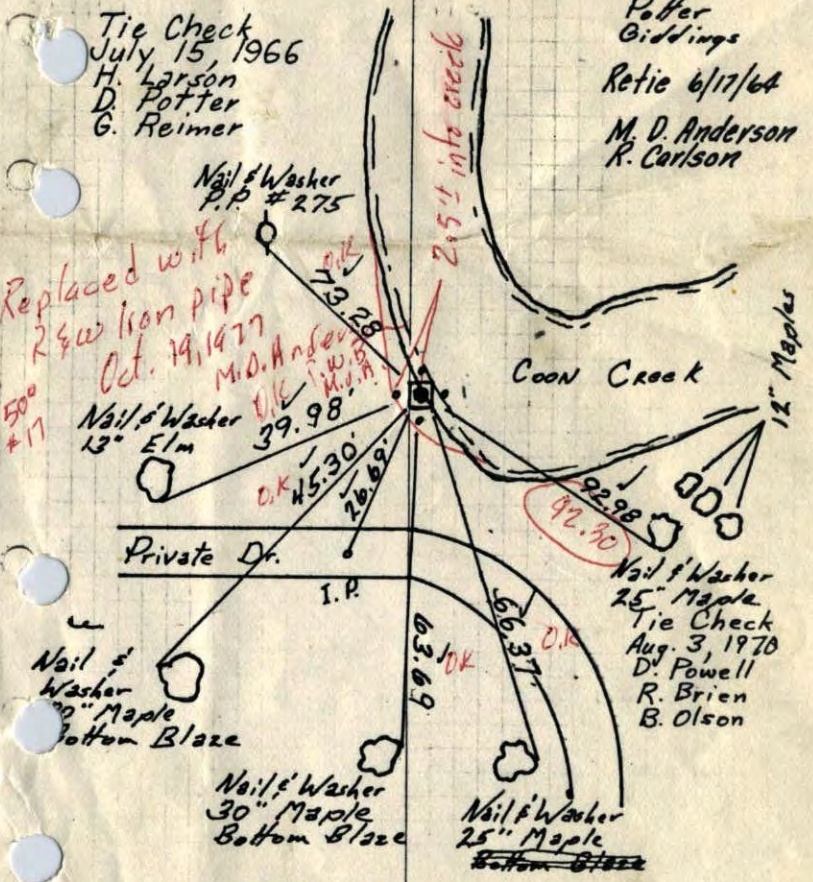 Tie Check
July 15, 1966
H. Larson
D. Potter
G. Reimer
Potter
Giddings
Retie 6/17/64
M. D. Anderson
R. Carlson
2.5'± into creek
Nail & Washer
P.P. #275
O.K
73.28
Replaced with
Iron pipe
Oct. 19, 1977
M.D. Anderson
T.W.B
M.J.A.
50°
#17
Nail & Washer
13" Elm
O.K
39.98'
O.K
45.30'
26.69'
COON CREEK
12" Maples
92.98
92.30
Private Dr.
I.P.
Nail & Washer
25" Maple
Tie Check
Aug. 3, 1970
D. Powell
R. Brien
B. Olson
Nail &
Washer
Maple
Bottom Blaze
63.69
OK
66.37'
O.K
Nail & Washer
30" Maple
Bottom Blaze
Nail & Washer
25" Maple
Bottom Blaze